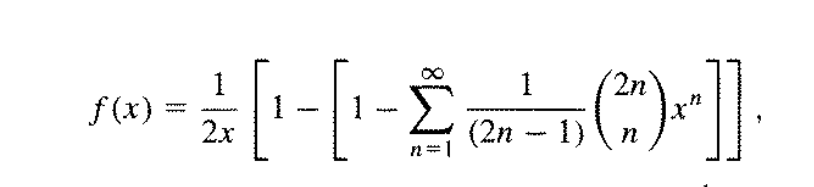 f(x) = \frac{1}{2x} \left[ 1 - \left[ 1 - \sum_{n=1}^{\infty} \frac{1}{(2n - 1)} \binom{2n}{n} x^n \right] \right],